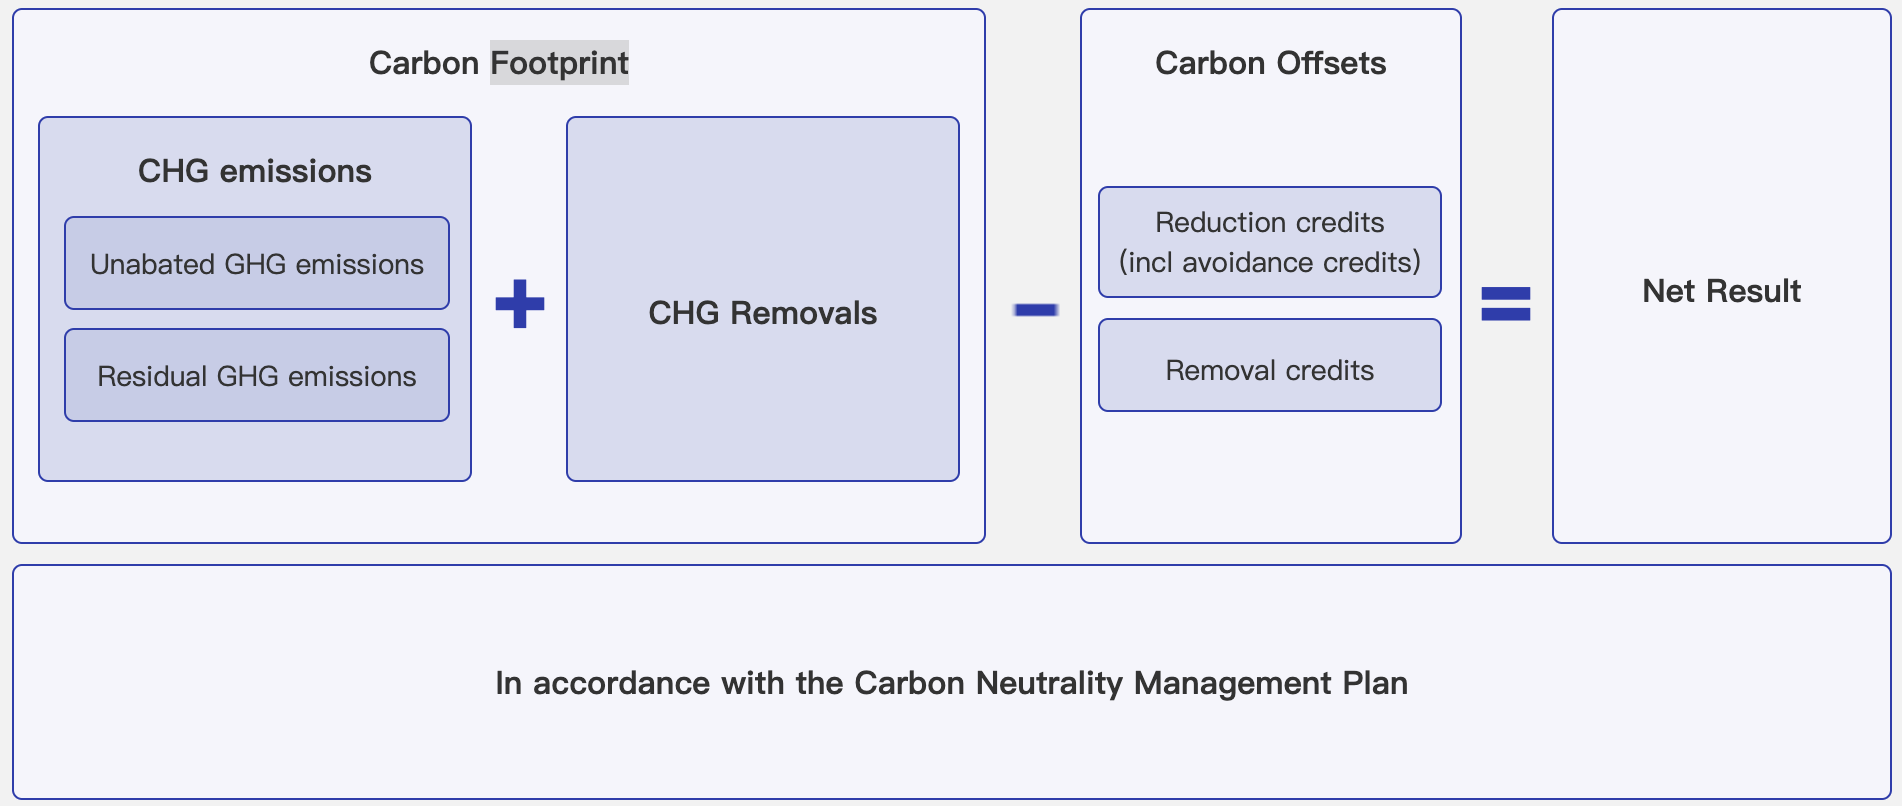 Carbon Footprint
CHG emissions
Unabated GHG emissions
Residual GHG emissions
+
CHG Removals
–
Carbon Offsets
Reduction credits
(incl avoidance credits)
Removal credits
=
Net Result
In accordance with the Carbon Neutrality Management Plan